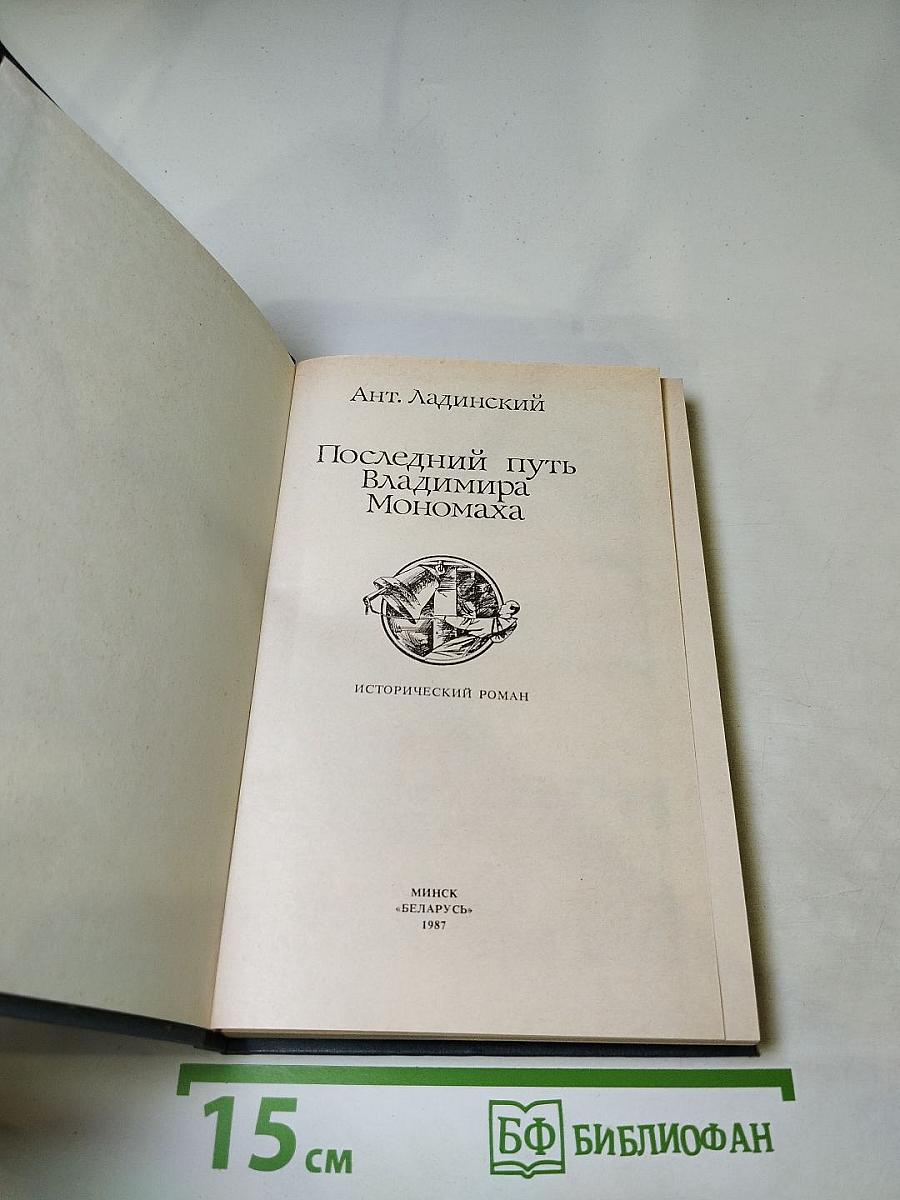 Ант. Ладинский
Последний путь
Владимира
Мономаха
ИСТОРИЧЕСКИЙ РОМАН
МИНСК
«БЕЛАРУСЬ»
1987
15 см
БФ БИБЛИОФАН